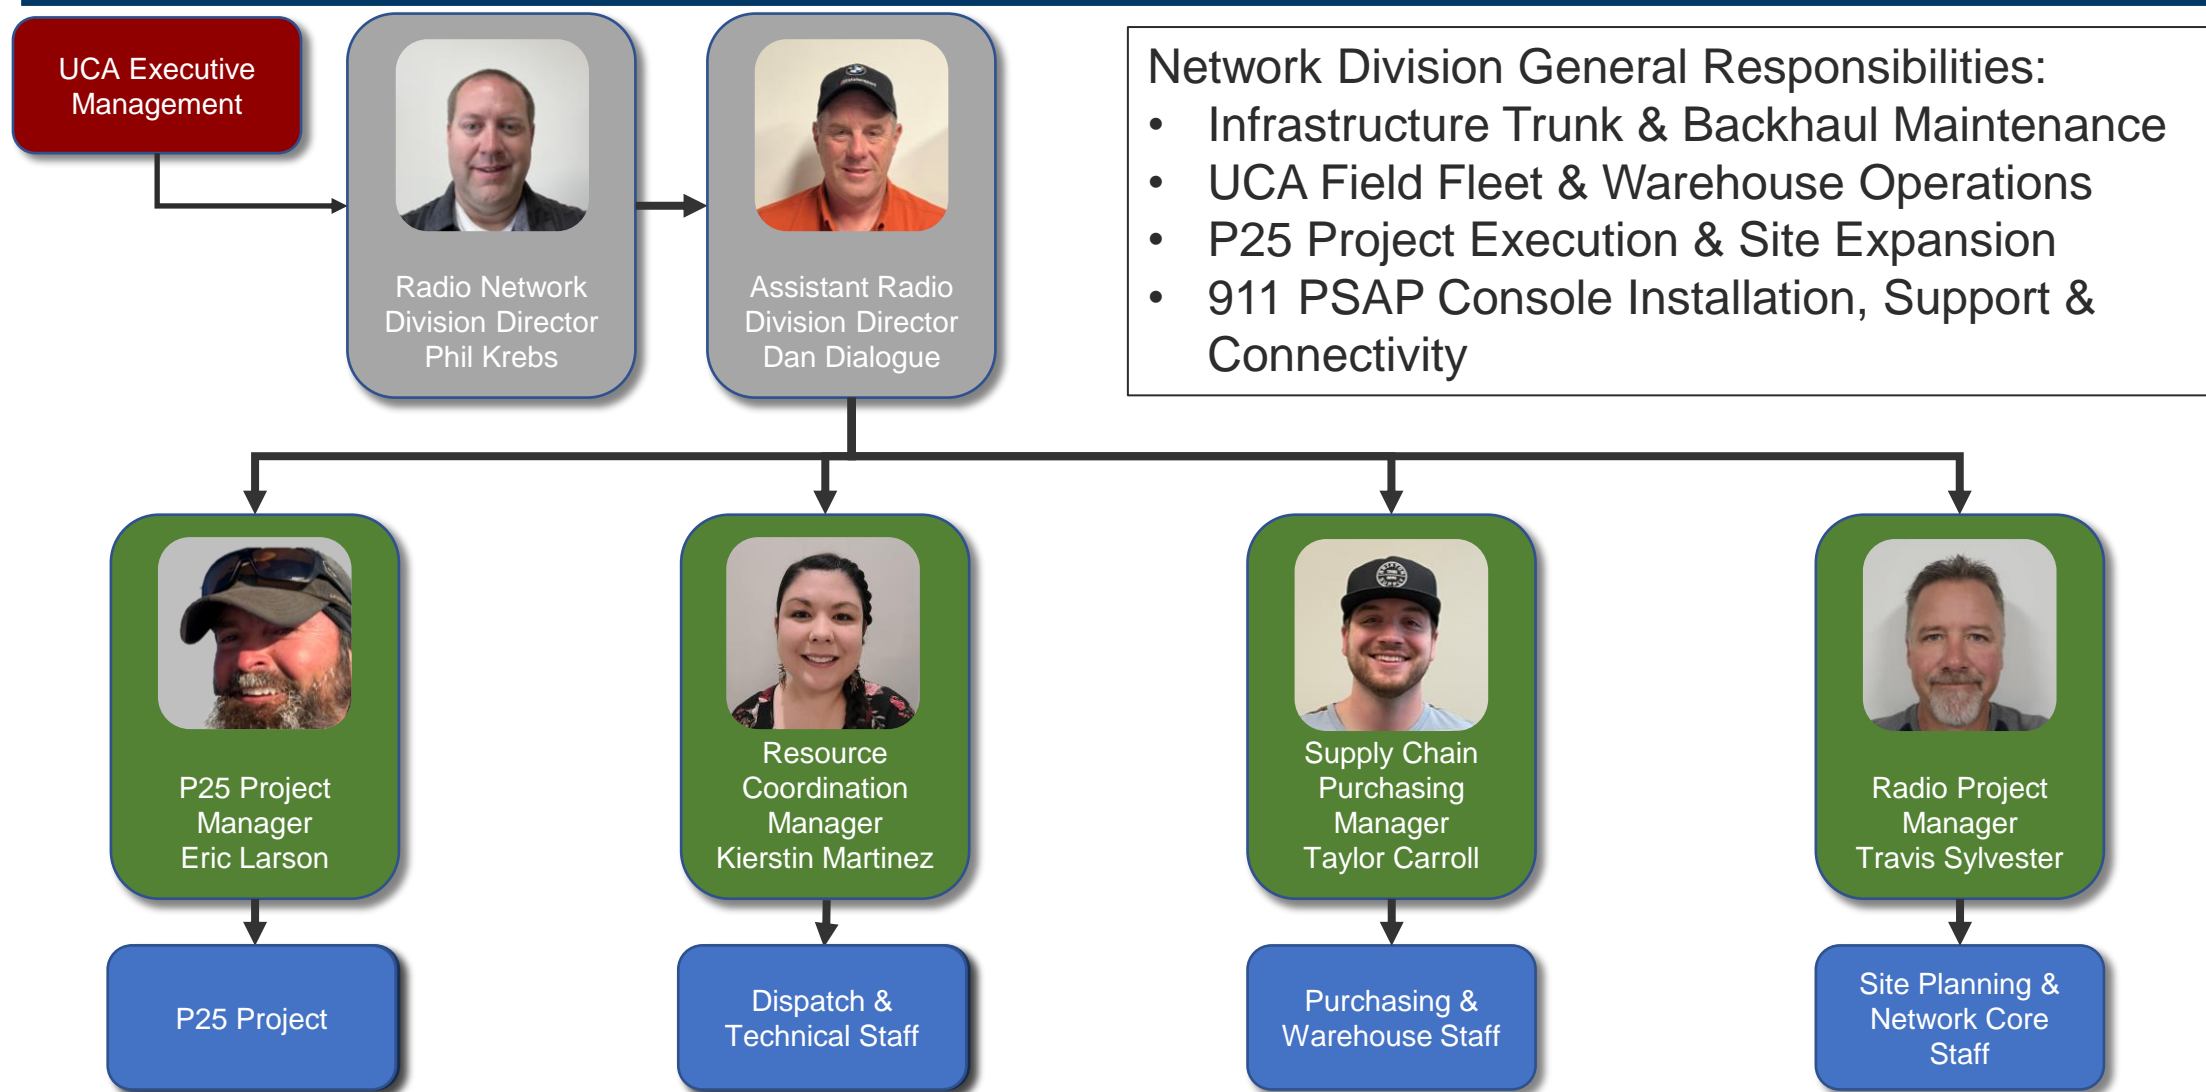 UCA Executive
Management
Radio Network
Division Director
Phil Krebs
Assistant Radio
Division Director
Dan Dialogue
Network Division General Responsibilities:
• Infrastructure Trunk & Backhaul Maintenance
• UCA Field Fleet & Warehouse Operations
• P25 Project Execution & Site Expansion
• 911 PSAP Console Installation, Support &
Connectivity
P25 Project
Manager
Eric Larson
Resource
Coordination
Manager
Kierstin Martinez
Supply Chain
Purchasing
Manager
Taylor Carroll
Radio Project
Manager
Travis Sylvester
P25 Project
Dispatch &
Technical Staff
Purchasing &
Warehouse Staff
Site Planning &
Network Core
Staff